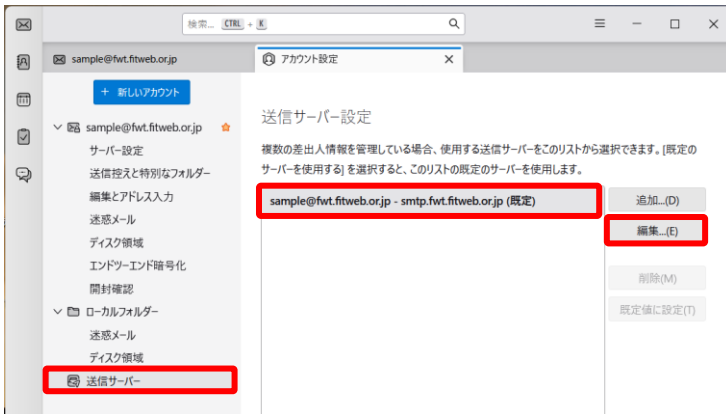 検索... CTRL + K
sample@fwt.fitweb.or.jp
アカウント設定
+ 新しいアカウント
sample@fwt.fitweb.or.jp
サーバー設定
送信控えと特別なフォルダー
編集とアドレス入力
迷惑メール
ディスク領域
エンドツーエンド暗号化
開封確認
ローカルフォルダー
迷惑メール
ディスク領域
送信サーバー
送信サーバー設定
複数の差出人情報を管理している場合、使用する送信サーバーをこのリストから選択できます。[既定の
サーバーを使用する] を選択すると、このリストの既定のサーバーを使用します。
sample@fwt.fitweb.or.jp - smtp.fwt.fitweb.or.jp (既定)
追加...(D)
編集...(E)
削除(M)
既定値に設定(T)